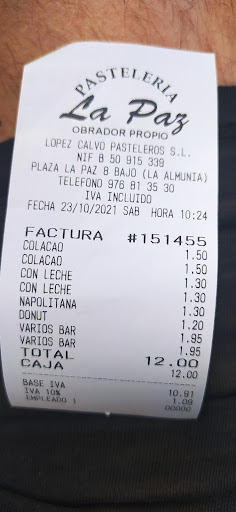 PASTELERIA
La Paz
OBRADOR PROPIO
LOPEZ CALVO PASTELEROS S.L.
NIF B 50 915 339
PLAZA LA PAZ 8 BAJO (LA ALMUNIA)
TELEFONO 976 81 35 30
IVA INCLUIDO
FECHA 23/10/2021 SAB HORA 10:24
FACTURA #151455
COLACAO 1.50
COLACAO 1.50
CON LECHE 1.30
CON LECHE 1.30
NAPOLITANA 1.30
DONUT 1.20
VARIOS BAR 1.95
VARIOS BAR 1.95
TOTAL 12.00
CAJA 12.00
BASE IVA 10.91
IVA 10% 1.09
EMPLEADO 1 00000